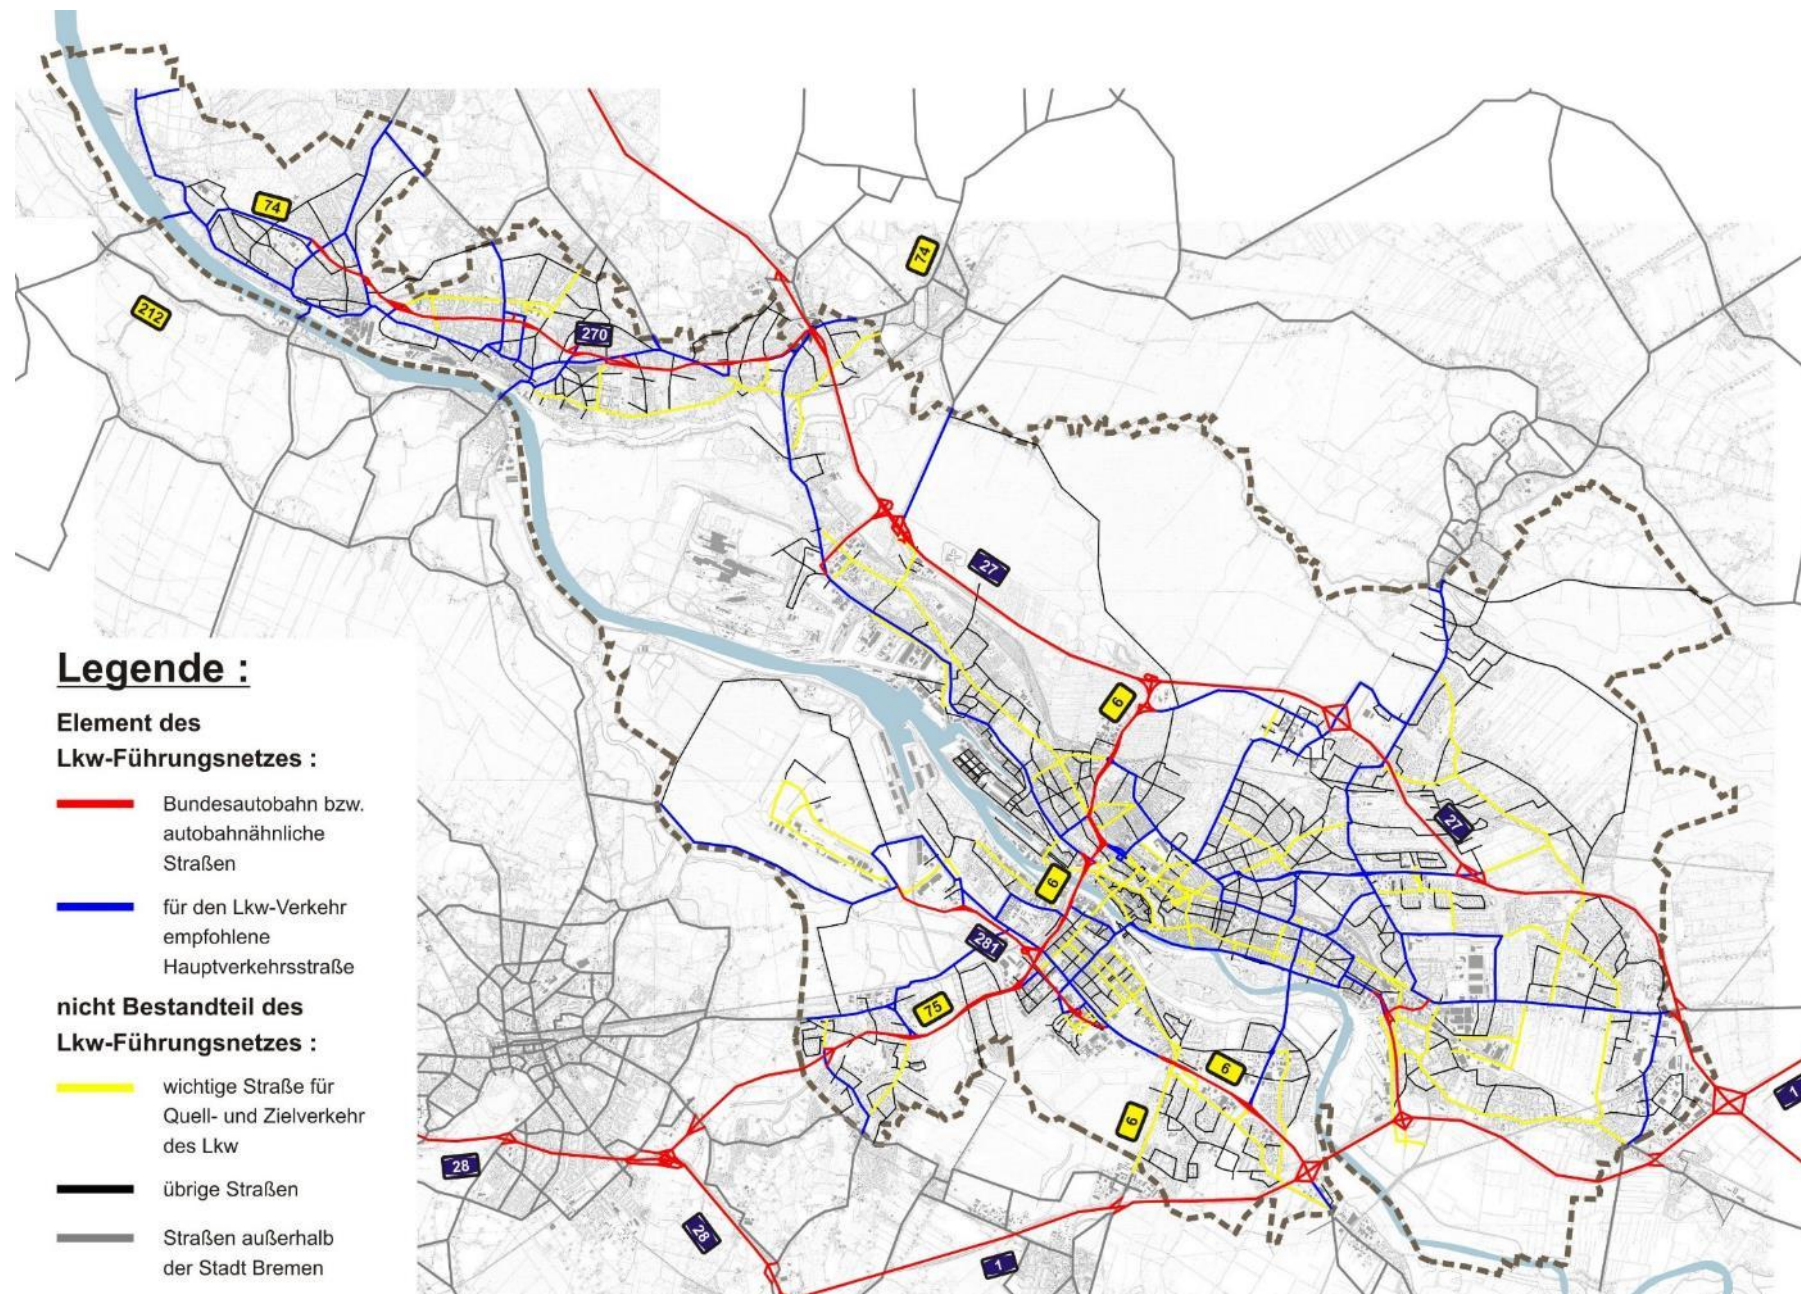 74
74
212
270
27
6
27
6
281
75
6
6
1
28
28
1
Legende :
Element des
Lkw-Führungsnetzes :
Bundesautobahn bzw.
autobahnähnliche
Straßen
für den Lkw-Verkehr
empfohlene
Hauptverkehrsstraße
nicht Bestandteil des
Lkw-Führungsnetzes :
wichtige Straße für
Quell- und Zielverkehr
des Lkw
übrige Straßen
Straßen außerhalb
der Stadt Bremen